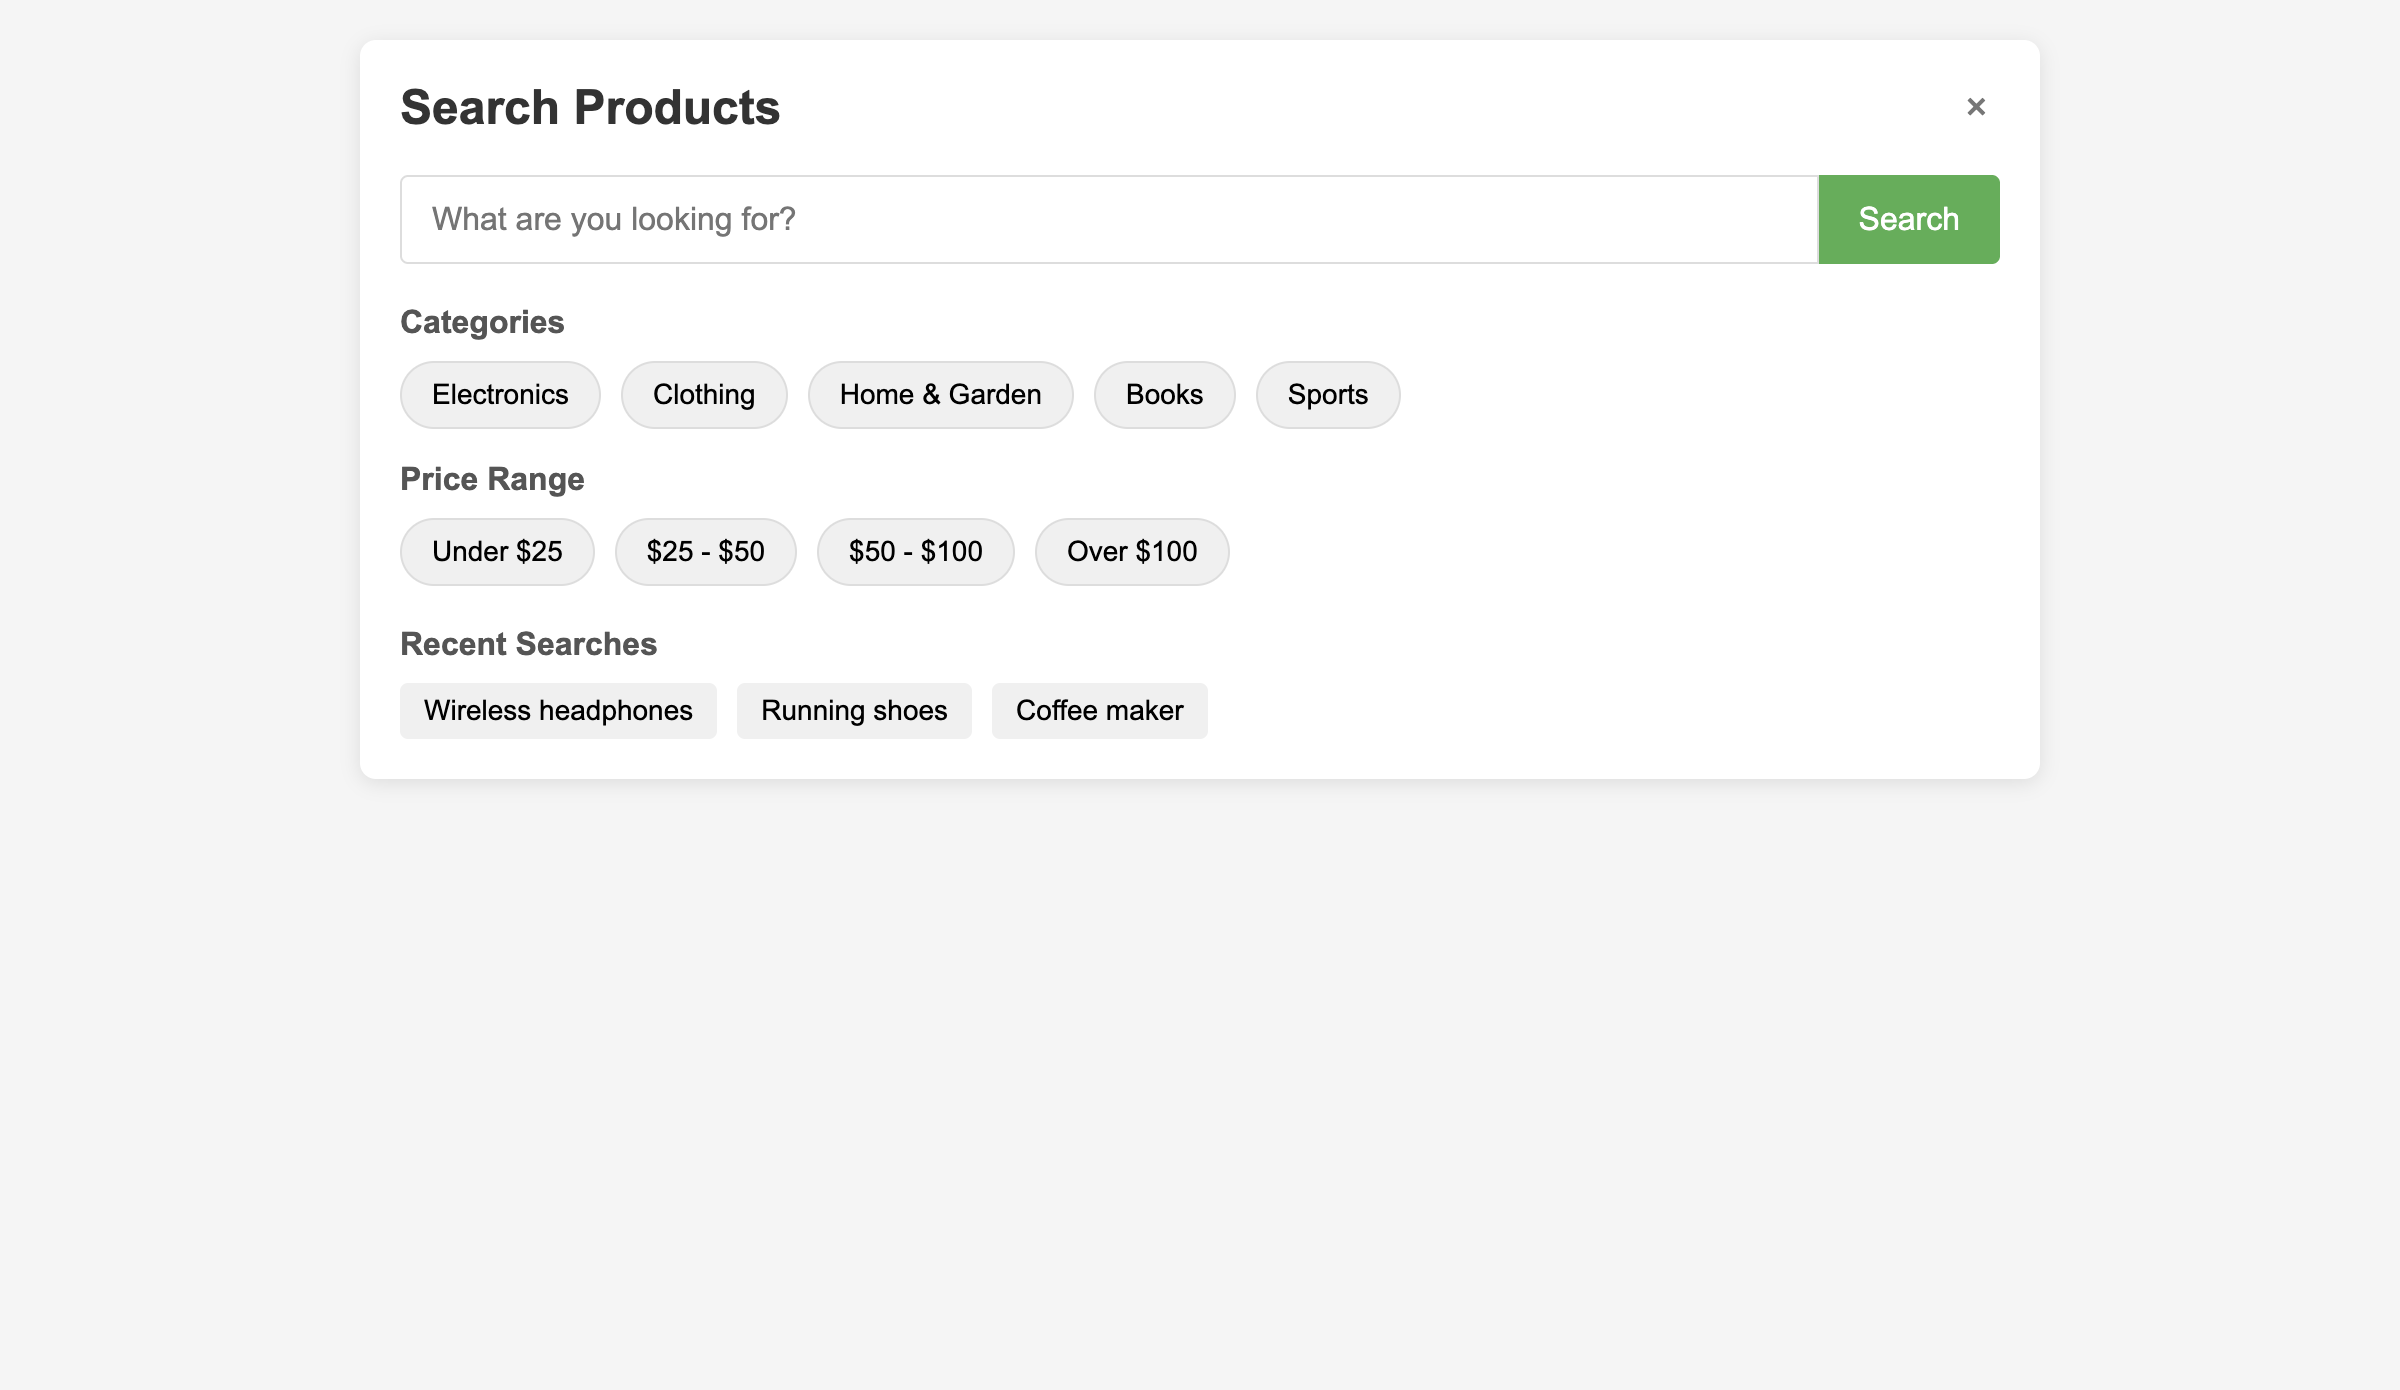 Search Products ×
What are you looking for? Search
Categories
Electronics Clothing Home & Garden Books Sports
Price Range
Under $25 $25 - $50 $50 - $100 Over $100
Recent Searches
Wireless headphones Running shoes Coffee maker